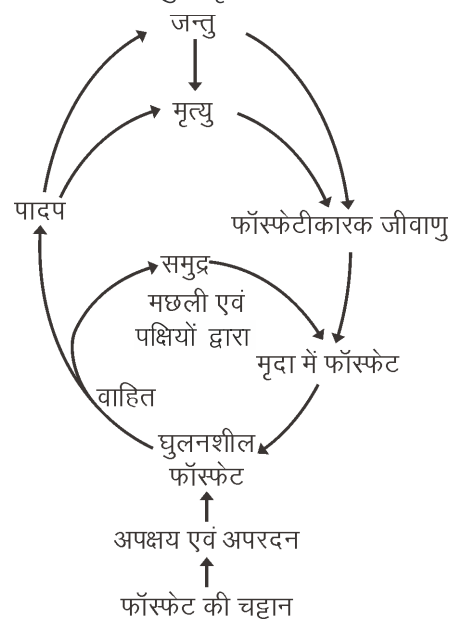 जन्तु
मृत्यु
पादप
फॉस्फेटीकारक जीवाणु
समुद्र
मछली एवं
पक्षियों द्वारा
मृदा में फॉस्फेट
वाहित
घुलनशील
फॉस्फेट
अपक्षय एवं अपरदन
फॉस्फेट की चट्टान